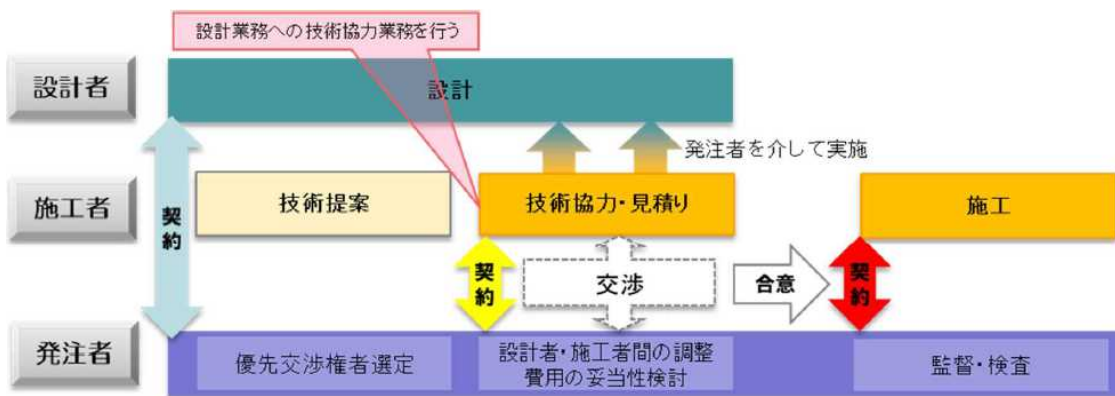 設計業務への技術協力業務を行う
設計者
設計
発注者を介して実施
施工者
技術提案
技術協力・見積り
施工
契約
契約
交渉
合意
契約
発注者
優先交渉権者選定
設計者・施工者間の調整
費用の妥当性検討
監督・検査